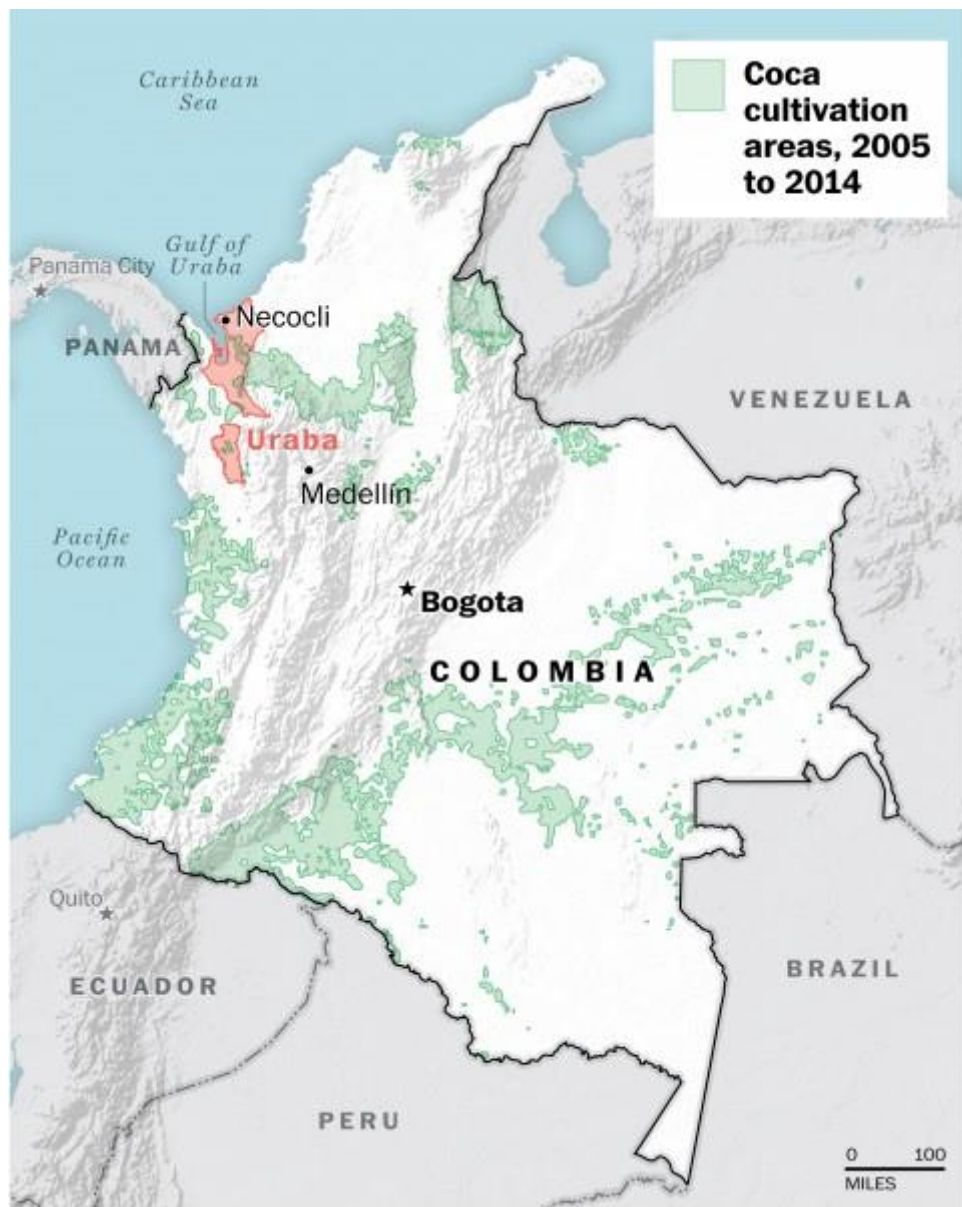 Caribbean
Sea
Coca
cultivation
areas, 2005
to 2014
Gulf of
Uraba
Panama City
Necocli
PANAMA
VENEZUELA
Uraba
Medellín
Pacific
Ocean
Bogota
COLOMBIA
Quito
ECUADOR
BRAZIL
PERU
0 100
MILES